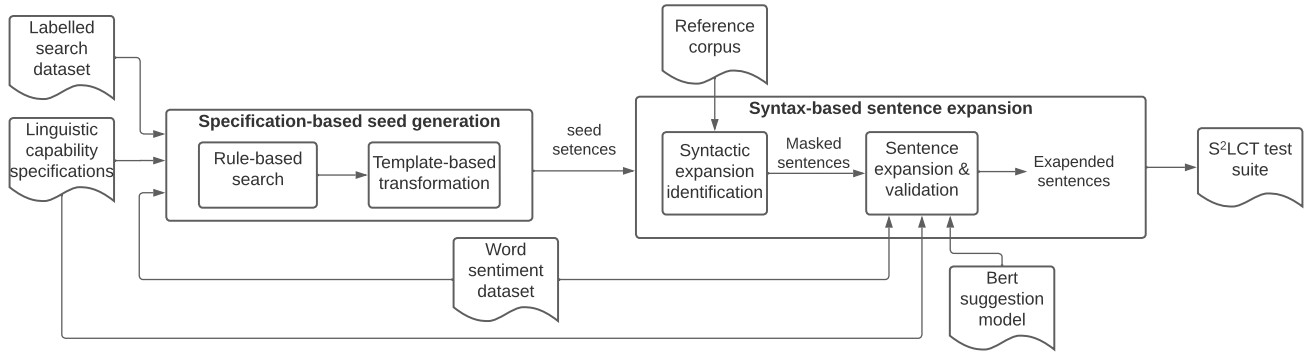 Labelled
search
dataset
Linguistic
capability
specifications
Specification-based seed generation
Rule-based
search
Template-based
transformation
seed
setences
Reference
corpus
Syntax-based sentence expansion
Syntactic
expansion
identification
Masked
sentences
Sentence
expansion &
validation
Exapended
sentences
S²LCT test
suite
Word
sentiment
dataset
Bert
suggestion
model